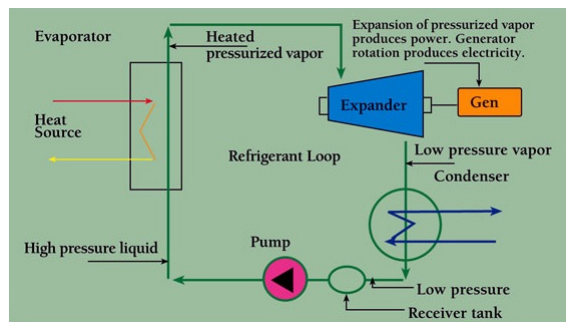 Evaporator
Heated
pressurized vapor
Expansion of pressurized vapor
produces power. Generator
rotation produces electricity.
Heat
Source
Expander
Gen
Refrigerant Loop
Low pressure vapor
Condenser
High pressure liquid
Pump
Low pressure
Receiver tank